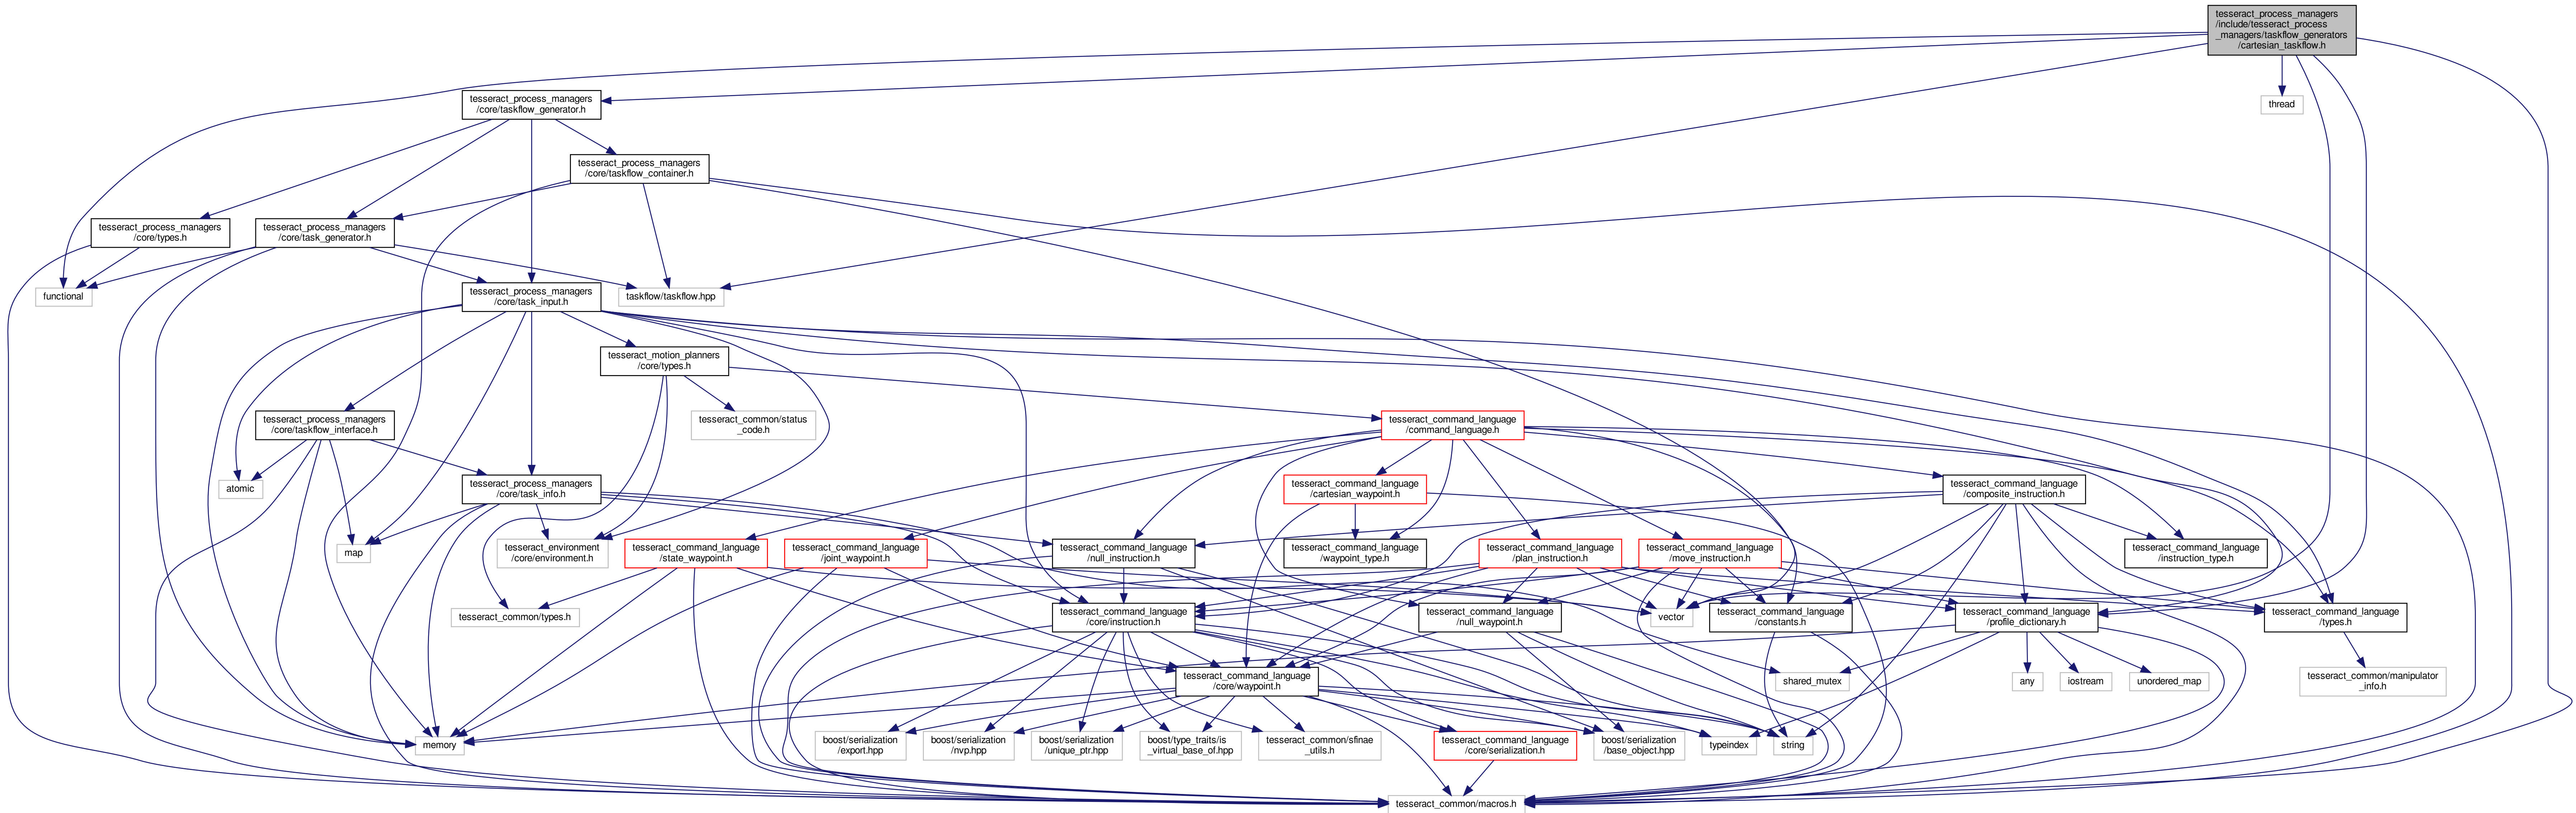 tesseract_process_managers
/include/tesseract_process
_managers/taskflow_generators
/cartesian_taskflow.h
tesseract_process_managers
/core/taskflow_generator.h
thread
tesseract_process_managers
/core/taskflow_container.h
tesseract_process_managers
/core/types.h
tesseract_process_managers
/core/task_generator.h
functional
tesseract_process_managers
/core/task_input.h
taskflow/taskflow.hpp
tesseract_motion_planners
/core/types.h
tesseract_process_managers
/core/taskflow_interface.h
tesseract_common/status
_code.h
tesseract_command_language
/command_language.h
atomic
tesseract_process_managers
/core/task_info.h
tesseract_command_language
/cartesian_waypoint.h
tesseract_command_language
/composite_instruction.h
map
tesseract_environment
/core/environment.h
tesseract_command_language
/state_waypoint.h
tesseract_command_language
/joint_waypoint.h
tesseract_command_language
/null_instruction.h
tesseract_command_language
/waypoint_type.h
tesseract_command_language
/plan_instruction.h
tesseract_command_language
/move_instruction.h
tesseract_command_language
/instruction_type.h
tesseract_common/types.h
tesseract_command_language
/core/instruction.h
tesseract_command_language
/null_waypoint.h
vector
tesseract_command_language
/constants.h
tesseract_command_language
/profile_dictionary.h
tesseract_command_language
/types.h
tesseract_command_language
/core/waypoint.h
shared_mutex
any
iostream
unordered_map
tesseract_common/manipulator
_info.h
memory
boost/serialization
/export.hpp
boost/serialization
/nvp.hpp
boost/serialization
/unique_ptr.hpp
boost/type_traits/is
_virtual_base_of.hpp
tesseract_common/sfinae
_utils.h
tesseract_command_language
/core/serialization.h
boost/serialization
/base_object.hpp
typeindex
string
tesseract_common/macros.h